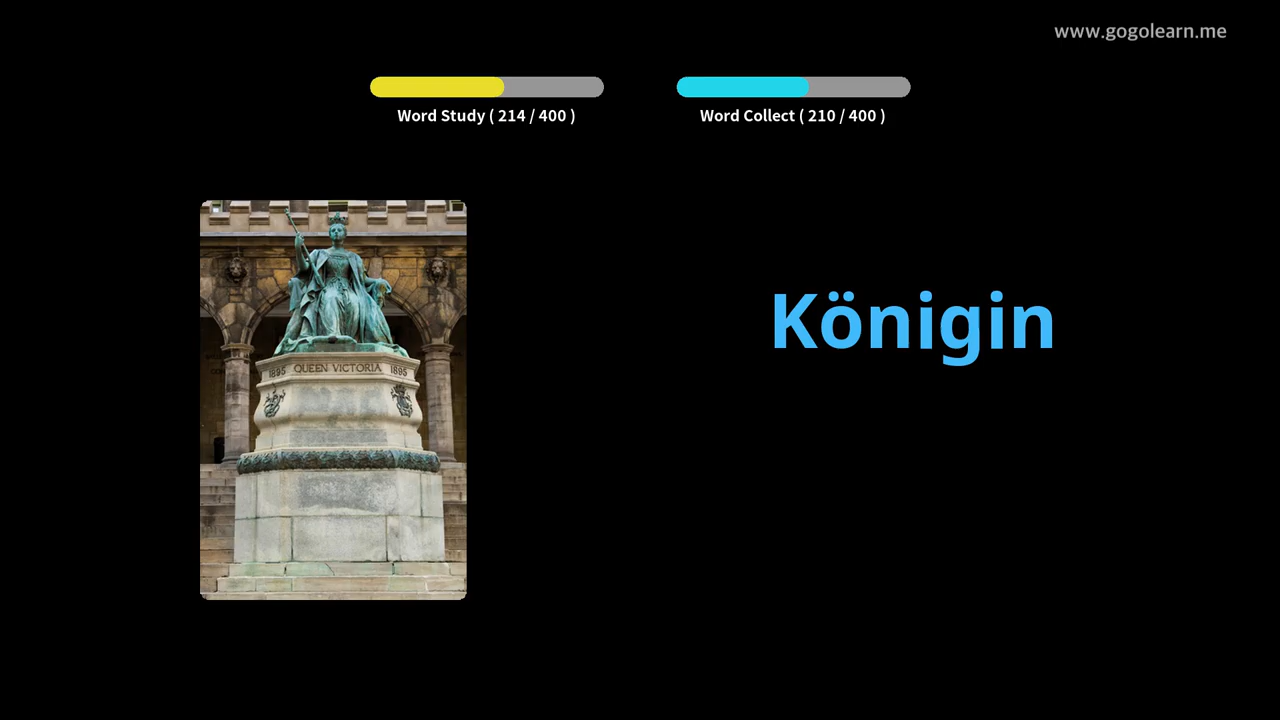 www.gogolearn.me
Word Study ( 214 / 400 )
Word Collect ( 210 / 400 )
Königin
1895 QUEEN VICTORIA 1895